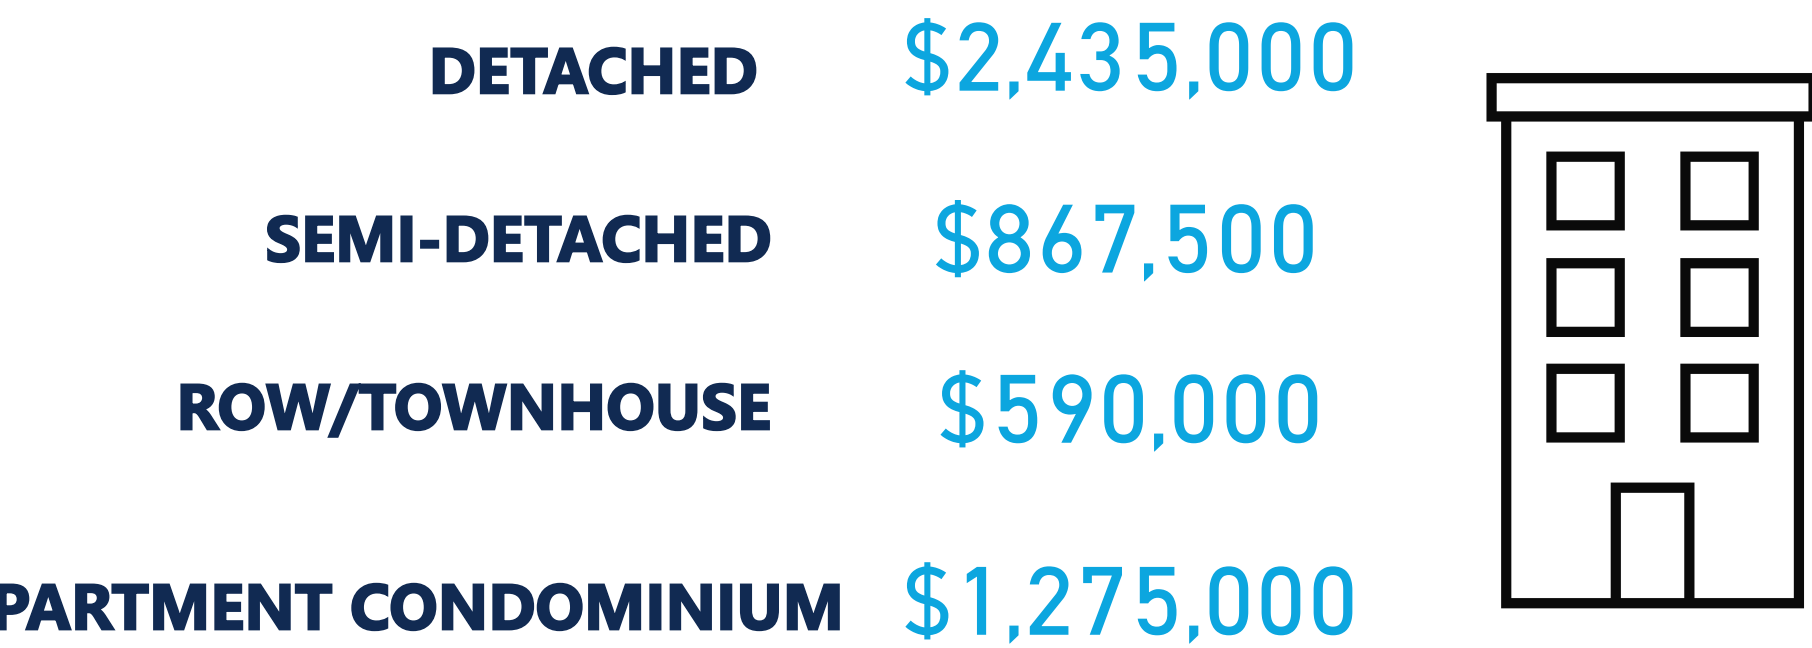 DETACHED $2,435,000
SEMI-DETACHED $867,500
ROW/TOWNHOUSE $590,000
PARTMENT CONDOMINIUM $1,275,000